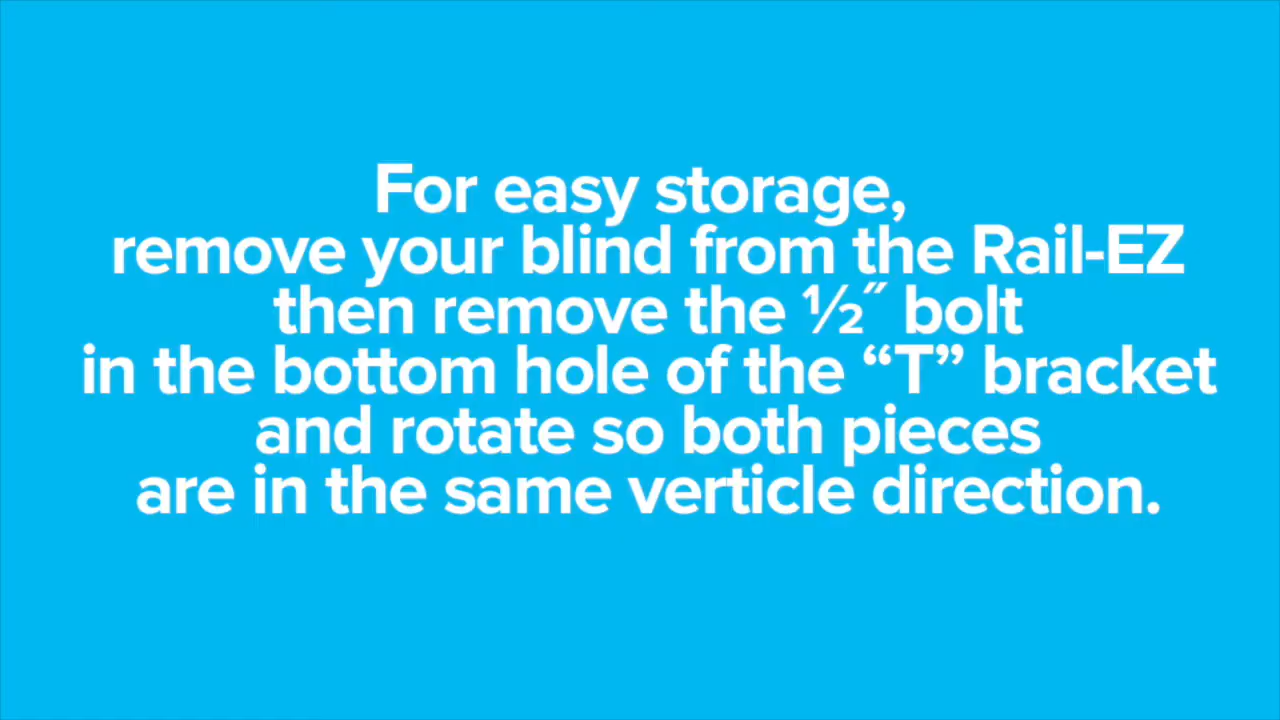 For easy storage,
remove your blind from the Rail-EZ
then remove the ½˝ bolt
in the bottom hole of the “T” bracket
and rotate so both pieces
are in the same verticle direction.